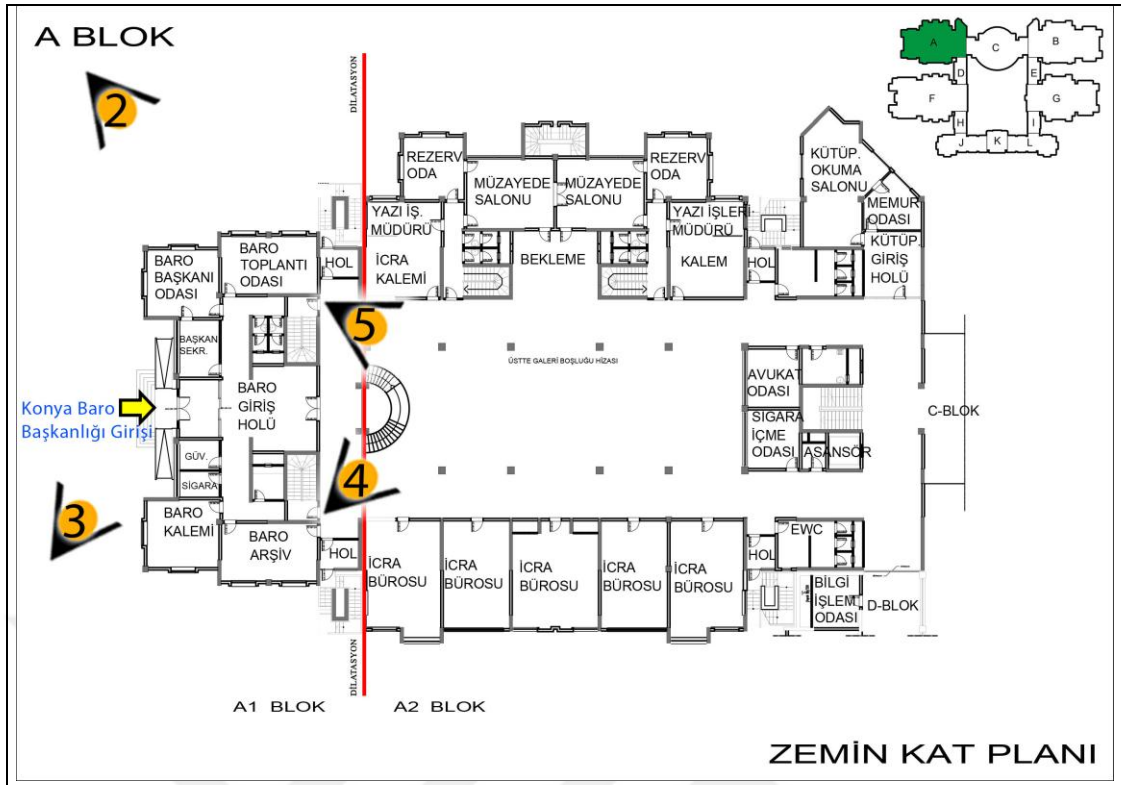 A BLOK
2
DİLATASYON
A
C
B
D
E
F
G
H
I
J
K
L
REZERV
ODA
MÜZAYEDE
SALONU
MÜZAYEDE
SALONU
REZERV
ODA
KÜTÜP.
OKUMA
SALONU
MEMUR
ODASI
YAZI İŞ.
MÜDÜRÜ
İCRA
KALEMİ
BEKLEME
YAZI İŞLERİ
MÜDÜRÜ
KALEM
HOL
KÜTÜP.
GİRİŞ
HOLÜ
BARO
BAŞKANI
ODASI
BARO
TOPLANTI
ODASI
HOL
5
BAŞKAN
SEKR.
ÜSTTE GALERİ BOŞLUĞU HİZASI
AVUKAT
ODASI
SİGARA
İÇME
ODASI
ASANSÖR
C-BLOK
Konya Baro
Başkanlığı Girişi
BARO
GİRİŞ
HOLÜ
GÜV.
SİGARA
4
3
BARO
KALEMİ
BARO
ARŞİV
HOL
İCRA
BÜROSU
İCRA
BÜROSU
İCRA
BÜROSU
İCRA
BÜROSU
İCRA
BÜROSU
HOL
EWC
BİLGİ
İŞLEM
ODASI
D-BLOK
DİLATASYON
A1 BLOK
A2 BLOK
ZEMİN KAT PLANI